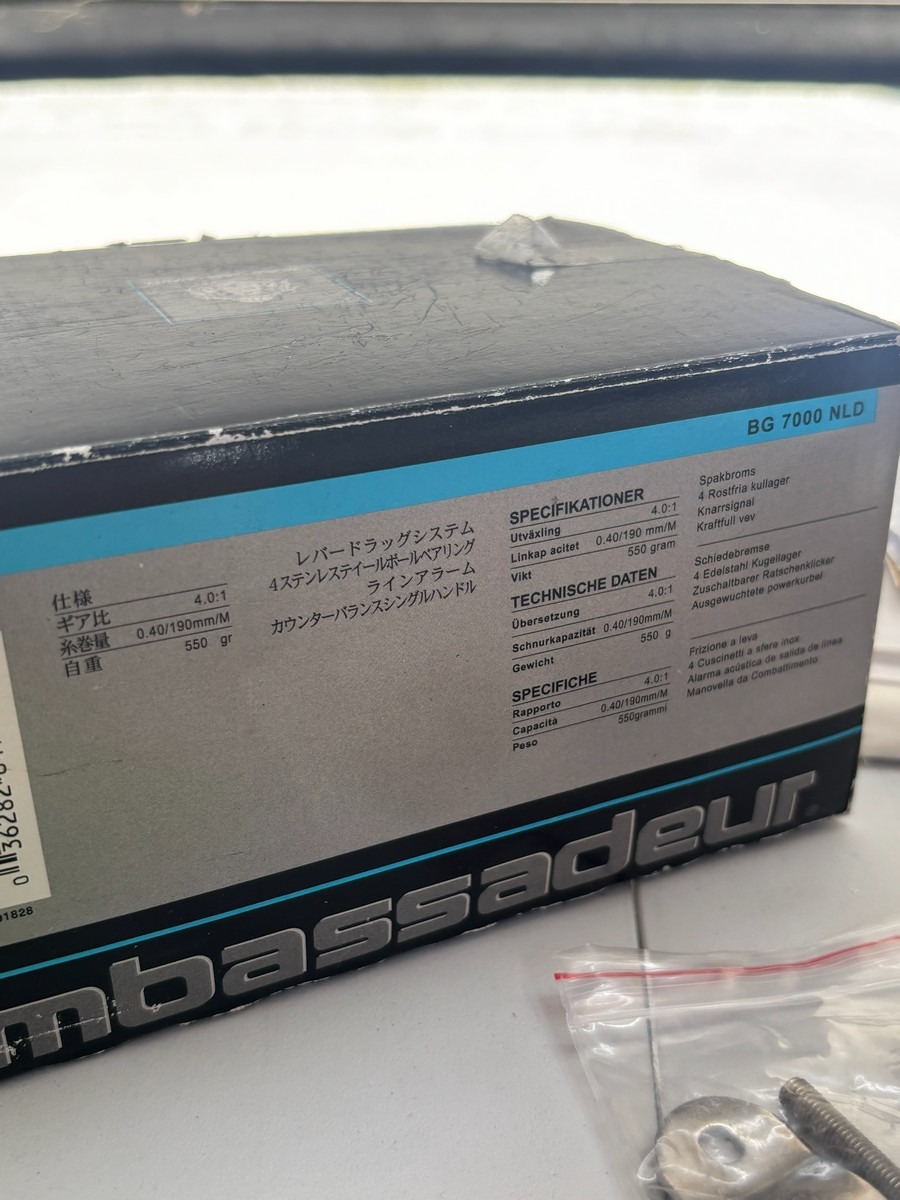 BG 7000 NLD
仕様
ギア比 4.0:1
糸巻量 0.40/190mm/M
自重 550 gr
レバードラッグシステム
4ステンレスティールボールベアリング
ラインアラーム
カウンターバランスシングルハンドル
SPECIFIKATIONER
Utväxling 4.0:1
Linkap acitet 0.40/190 mm/M
Vikt 550 gram
TECHNISCHE DATEN
Übersetzung 4.0:1
Schnurkapazität 0.40/190mm/M
Gewicht 550 g
SPECIFICHE
Rapporto 4.0:1
Capacità 0.40/190mm/M
Peso 550grammi
Spakbroms
4 Rostfria kullager
Knarrsignal
Kraftfull vev
Schiedebremse
4 Edelstahl Kugellager
Zuschaltbarer Ratschenklicker
Ausgewuchtete powerkurbel
Frizione a leva
4 Cuscinetti a sfere inox
Alarma acústica de salida de linea
Manovella da Combattimento
0 36282
1828
mbassadeur